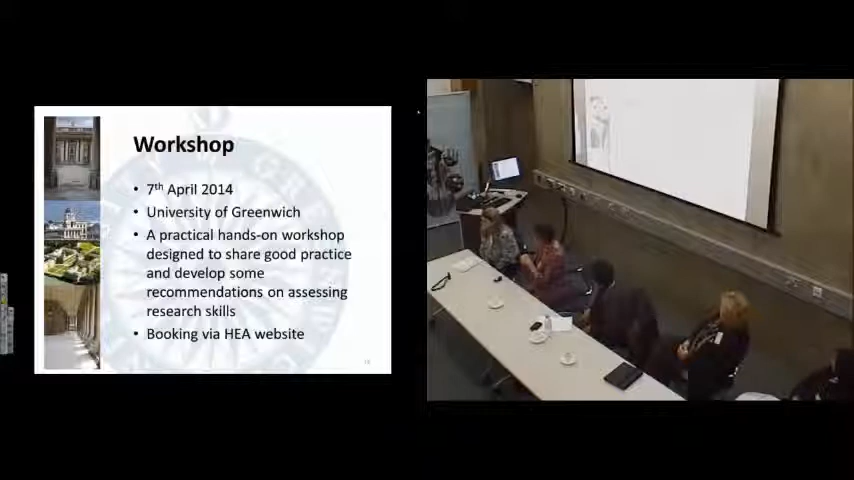 Workshop
• 7th April 2014
• University of Greenwich
• A practical hands-on workshop
designed to share good practice
and develop some
recommendations on assessing
research skills
• Booking via HEA website